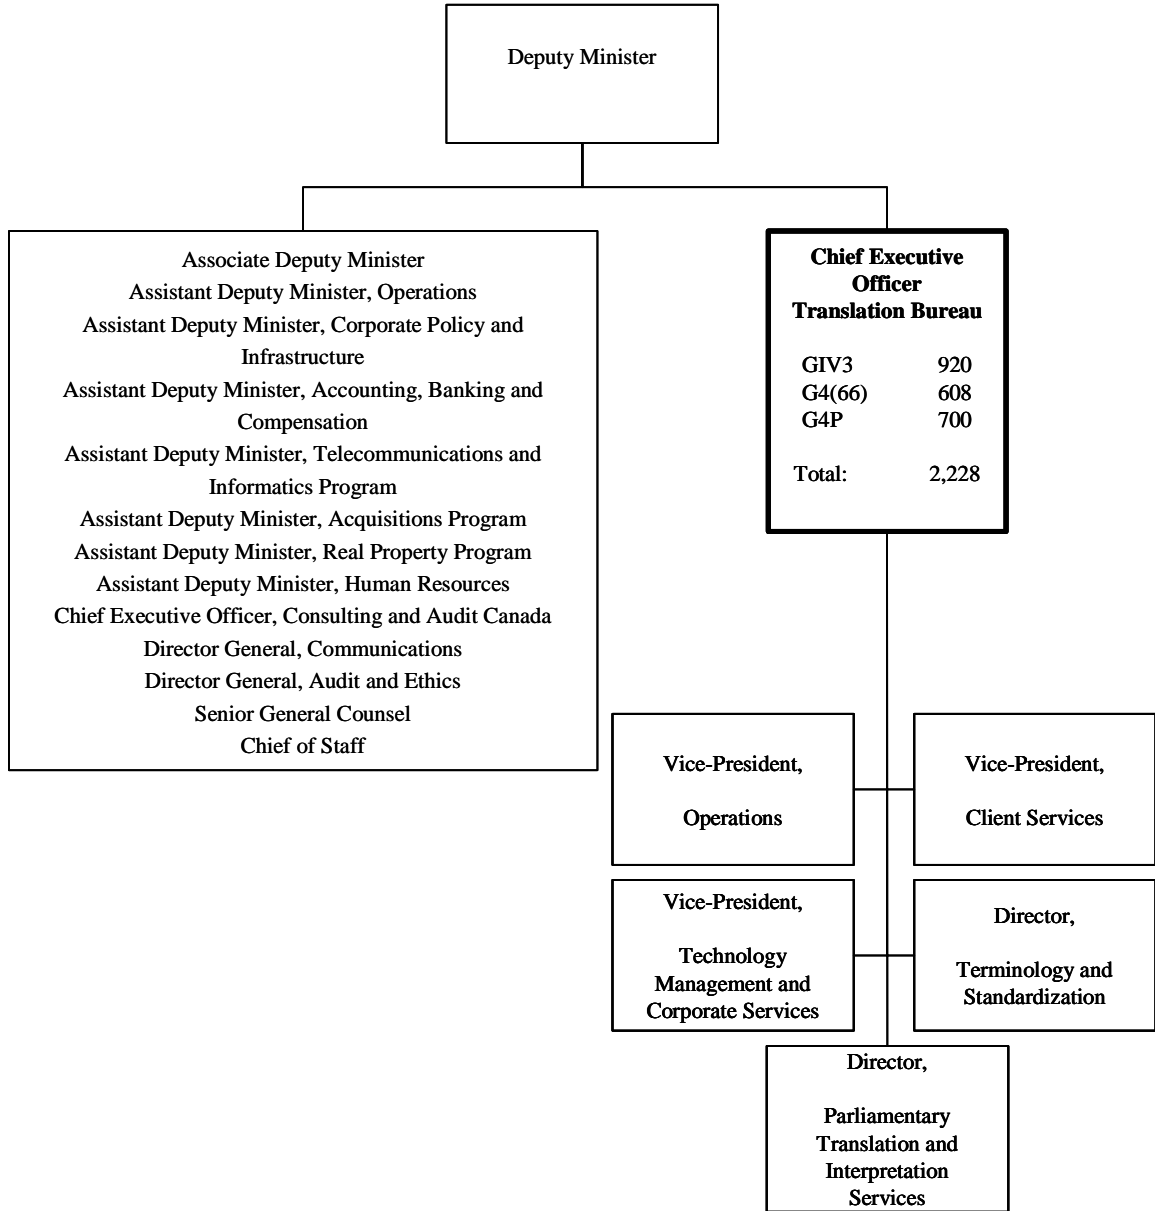 Deputy Minister
Associate Deputy Minister
Assistant Deputy Minister, Operations
Assistant Deputy Minister, Corporate Policy and
Infrastructure
Assistant Deputy Minister, Accounting, Banking and
Compensation
Assistant Deputy Minister, Telecommunications and
Informatics Program
Assistant Deputy Minister, Acquisitions Program
Assistant Deputy Minister, Real Property Program
Assistant Deputy Minister, Human Resources
Chief Executive Officer, Consulting and Audit Canada
Director General, Communications
Director General, Audit and Ethics
Senior General Counsel
Chief of Staff
Chief Executive
Officer
Translation Bureau
GIV3 920
G4(66) 608
G4P 700
Total: 2,228
Vice-President,
Operations
Vice-President,
Client Services
Vice-President,
Technology
Management and
Corporate Services
Director,
Terminology and
Standardization
Director,
Parliamentary
Translation and
Interpretation
Services